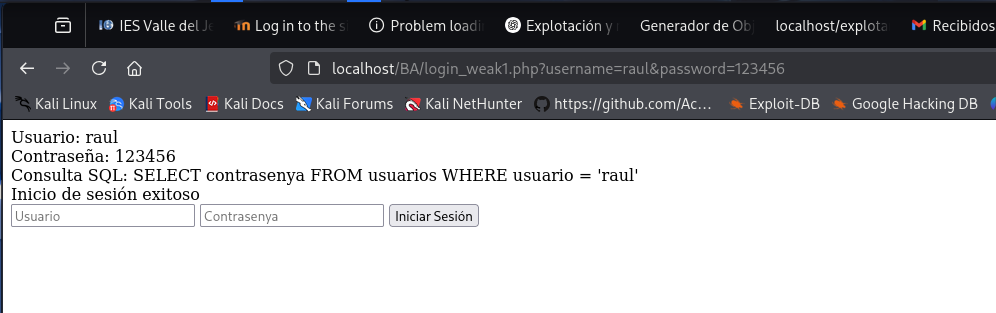 IES Valle del Je
Log in to the s
Problem loadi
Explotación y
Generador de Ob
localhost/explota
Recibidos
localhost/BA/login_weak1.php?username=raul&password=123456
Kali Linux
Kali Tools
Kali Docs
Kali Forums
Kali NetHunter
https://github.com/Ac...
Exploit-DB
Google Hacking DB
Usuario: raul
Contraseña: 123456
Consulta SQL: SELECT contrasenya FROM usuarios WHERE usuario = 'raul'
Inicio de sesión exitoso
Usuario
Contrasenya
Iniciar Sesión